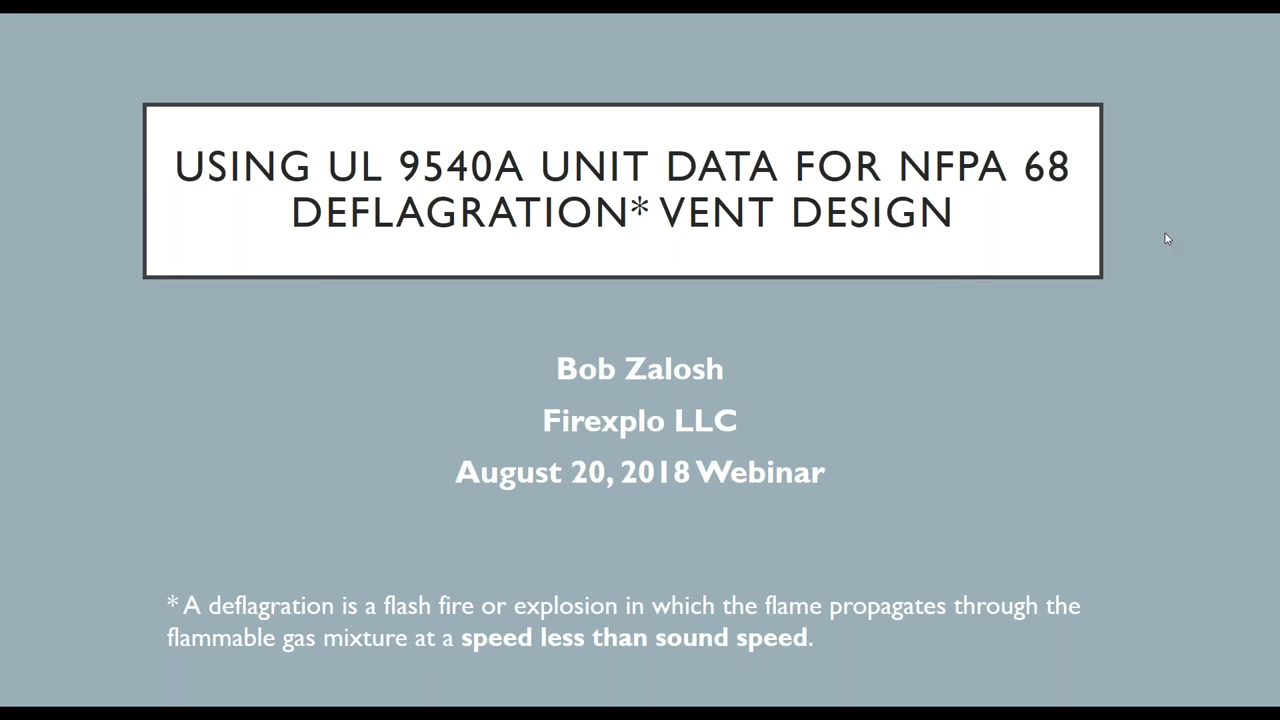 USING UL 9540A UNIT DATA FOR NFPA 68
DEFLAGRATION* VENT DESIGN
Bob Zalosh
Firexplo LLC
August 20, 2018 Webinar
* A deflagration is a flash fire or explosion in which the flame propagates through the
flammable gas mixture at a speed less than sound speed.